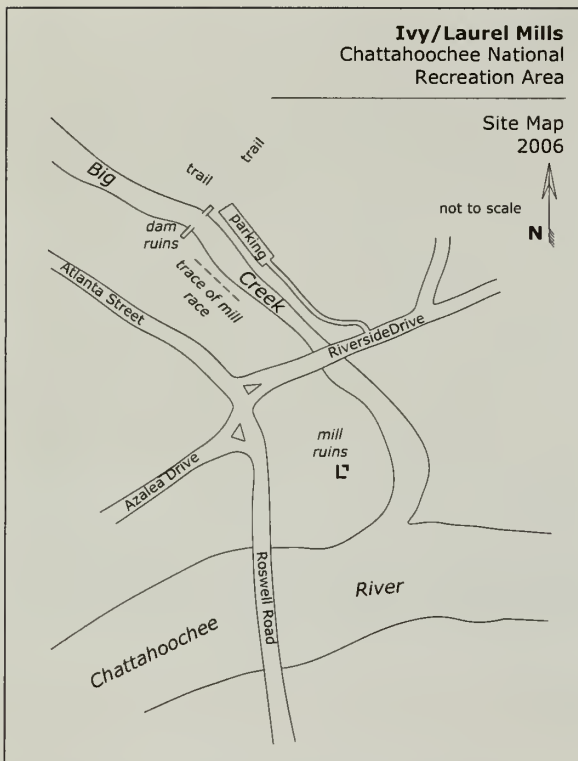 Ivy/Laurel Mills
Chattahoochee National
Recreation Area
Site Map
2006
not to scale
N
trail
trail
Big
parking
dam
ruins
Creek
trace of mill
race
Atlanta Street
RiversideDrive
mill
ruins
Azalea Drive
Roswell Road
River
Chattahoochee